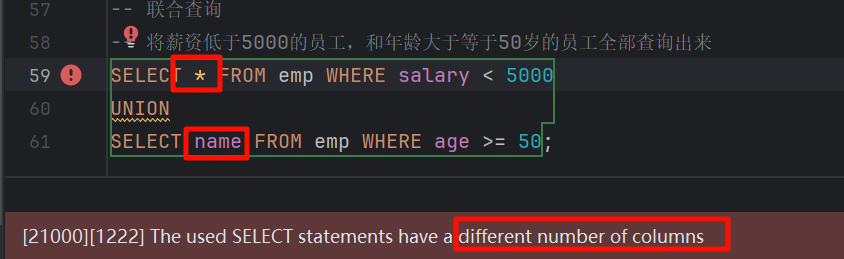 57 -- 联合查询
58 -- 将薪资低于5000的员工，和年龄大于等于50岁的员工全部查询出来
59 SELECT * FROM emp WHERE salary < 5000
60 UNION
61 SELECT name FROM emp WHERE age >= 50;
[21000][1222] The used SELECT statements have a different number of columns